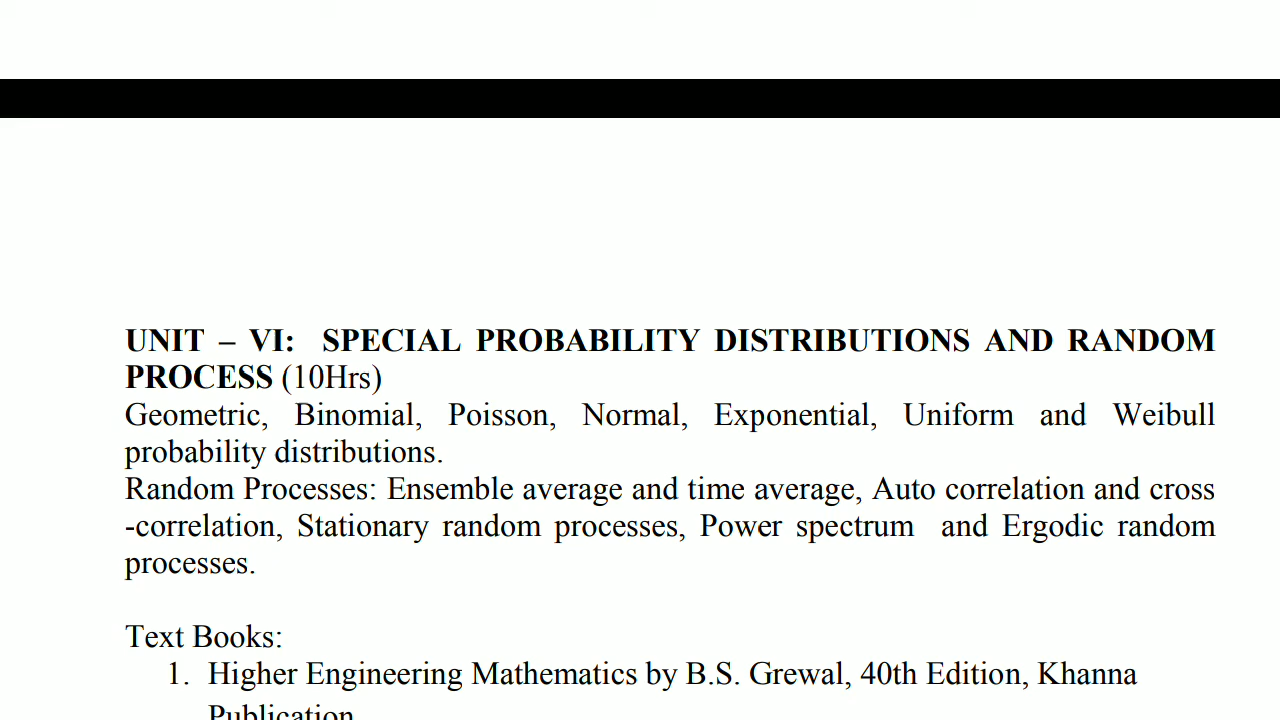 UNIT – VI: SPECIAL PROBABILITY DISTRIBUTIONS AND RANDOM
PROCESS (10Hrs)
Geometric, Binomial, Poisson, Normal, Exponential, Uniform and Weibull
probability distributions.
Random Processes: Ensemble average and time average, Auto correlation and cross
-correlation, Stationary random processes, Power spectrum and Ergodic random
processes.
Text Books:
1. Higher Engineering Mathematics by B.S. Grewal, 40th Edition, Khanna
Publication